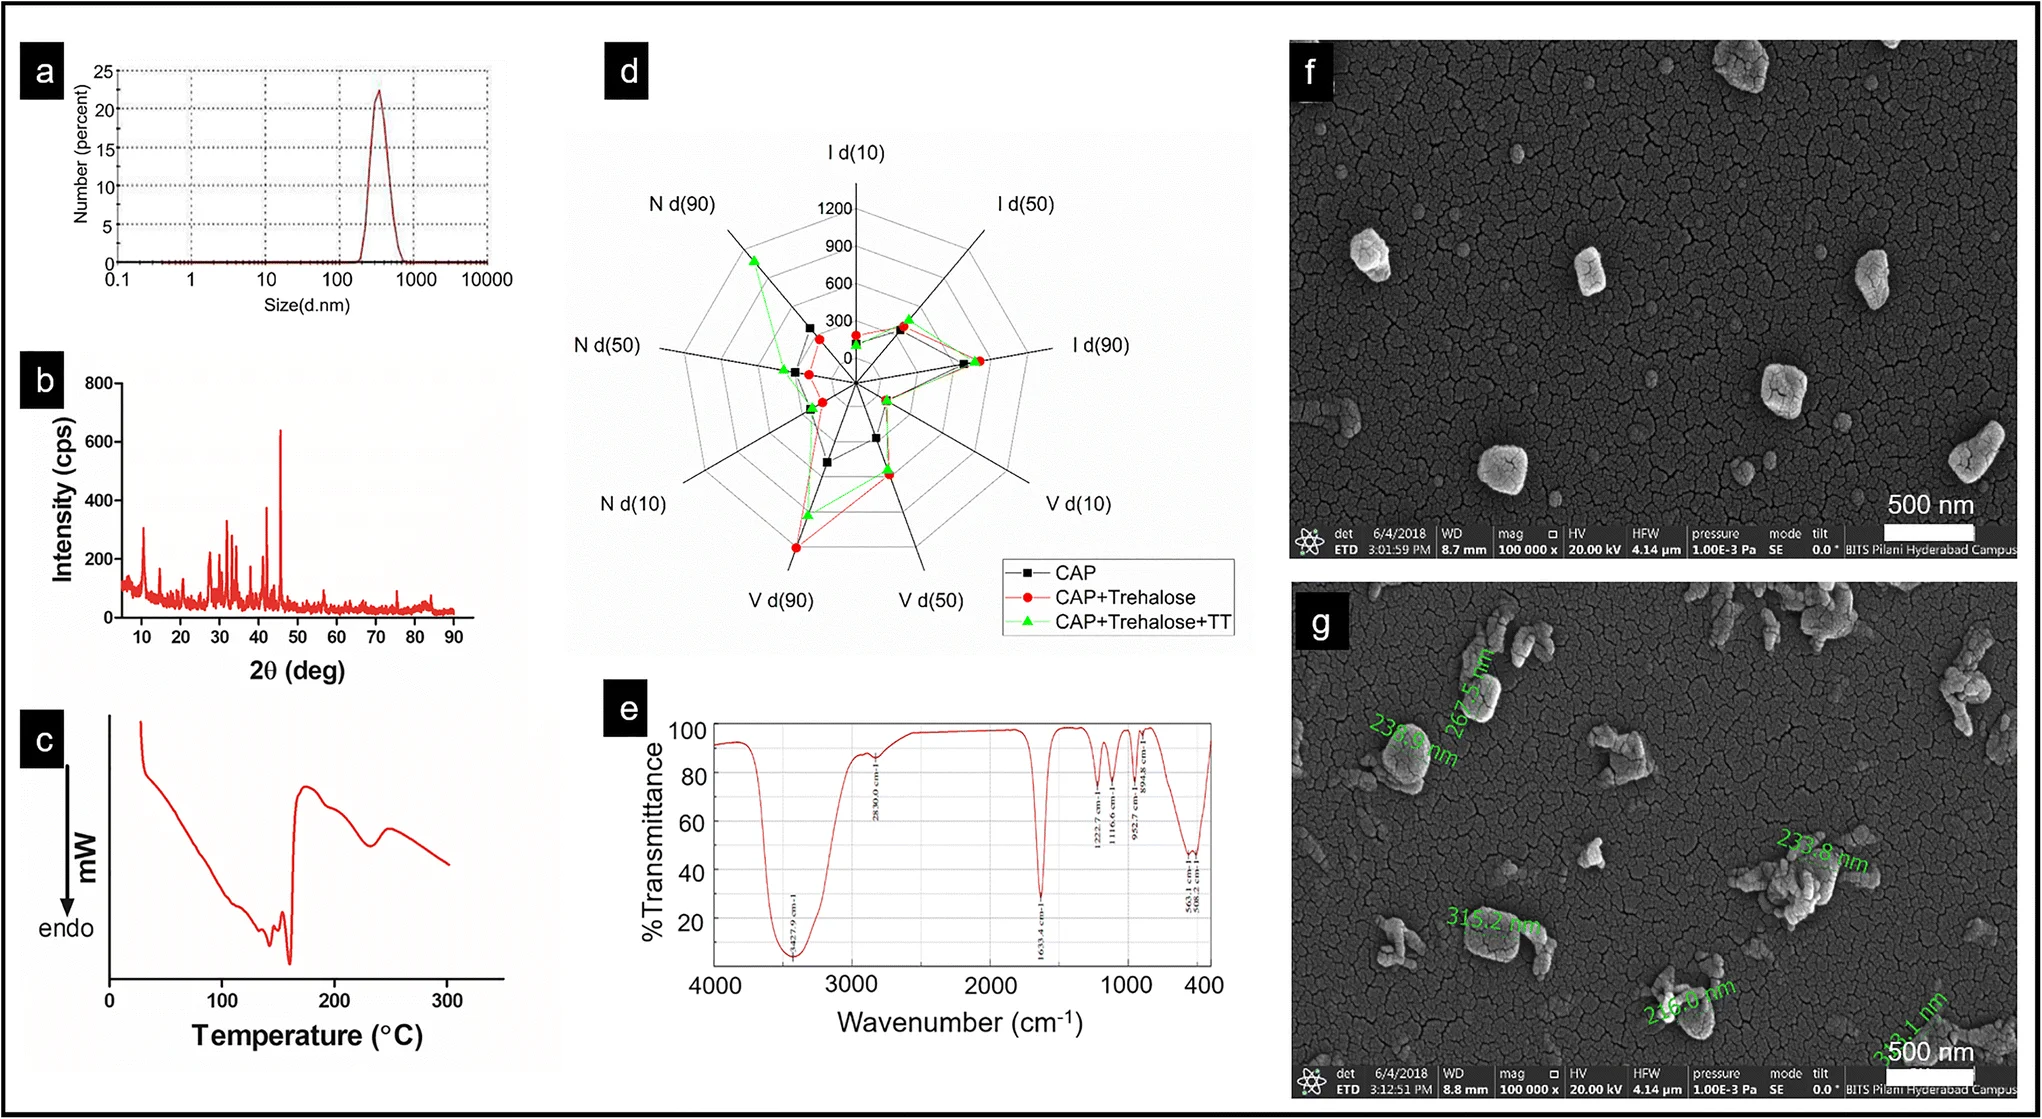 a
25
20
15
10
5
0
Number (percent)
0.1 1 10 100 1000 10000
Size(d.nm)
b
800
600
400
200
0
Intensity (cps)
10 20 30 40 50 60 70 80 90
2θ (deg)
c
mW
endo
0 100 200 300
Temperature (°C)
d
I d(10)
I d(50)
I d(90)
V d(10)
V d(50)
V d(90)
N d(10)
N d(50)
N d(90)
1200
900
600
300
0
CAP
CAP+Trehalose
CAP+Trehalose+TT
e
100
80
60
40
20
%Transmittance
3427.9 cm-1
2830.0 cm-1
1633.4 cm-1
1222.7 cm-1
1116.6 cm-1
952.7 cm-1
894.8 cm-1
563.1 cm-1
508.2 cm-1
4000 3000 2000 1000 400
Wavenumber (cm-1)
f
500 nm
det 6/4/2018 WD mag □ HV HFW pressure mode tilt
ETD 3:01:59 PM 8.7 mm 100 000 x 20.00 kV 4.14 µm 1.00E-3 Pa SE 0.0 ° BITS Pilani Hyderabad Campus
g
267.5 nm
233.8 nm
315.2 nm
216.0 nm
500 nm
det 6/4/2018 WD mag □ HV HFW pressure mode tilt
ETD 3:12:51 PM 8.8 mm 100 000 x 20.00 kV 4.14 µm 1.00E-3 Pa SE 0.0 ° BITS Pilani Hyderabad Campus